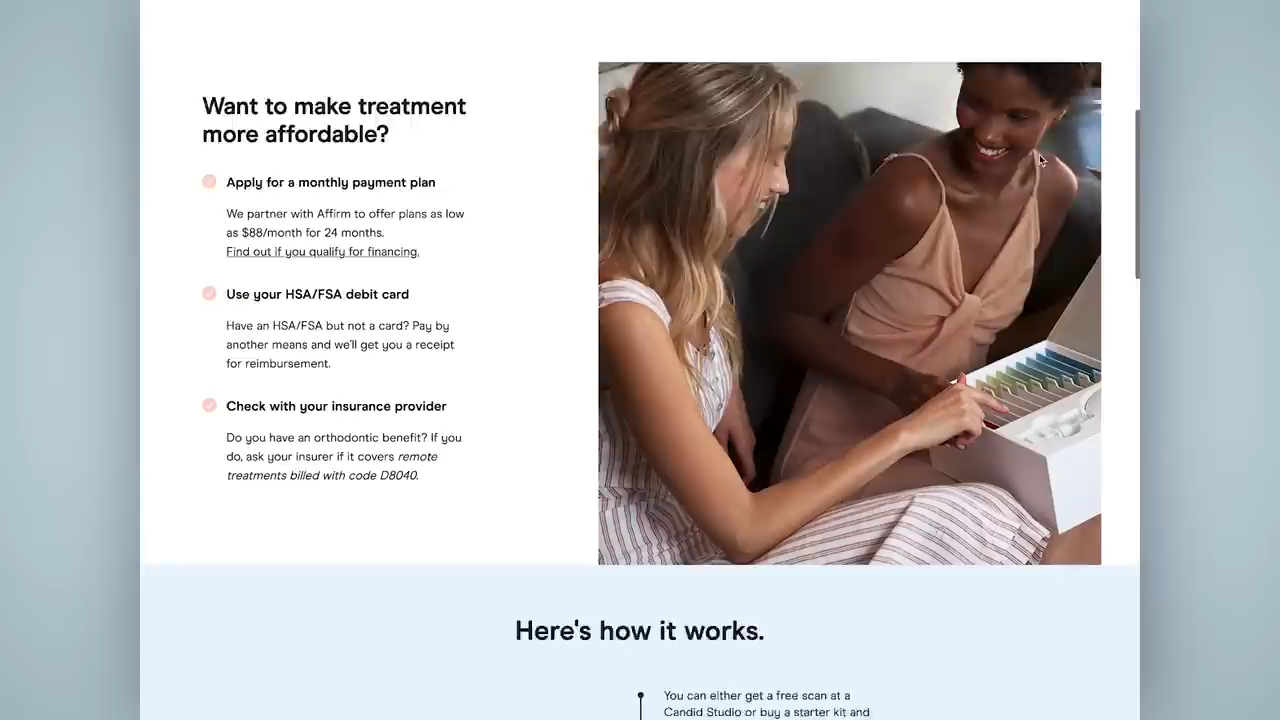 Want to make treatment
more affordable?
Apply for a monthly payment plan
We partner with Affirm to offer plans as low
as $88/month for 24 months.
Find out if you qualify for financing.
Use your HSA/FSA debit card
Have an HSA/FSA but not a card? Pay by
another means and we'll get you a receipt
for reimbursement.
Check with your insurance provider
Do you have an orthodontic benefit? If you
do, ask your insurer if it covers remote
treatments billed with code D8040.
Here's how it works.
You can either get a free scan at a
Candid Studio or buy a starter kit and